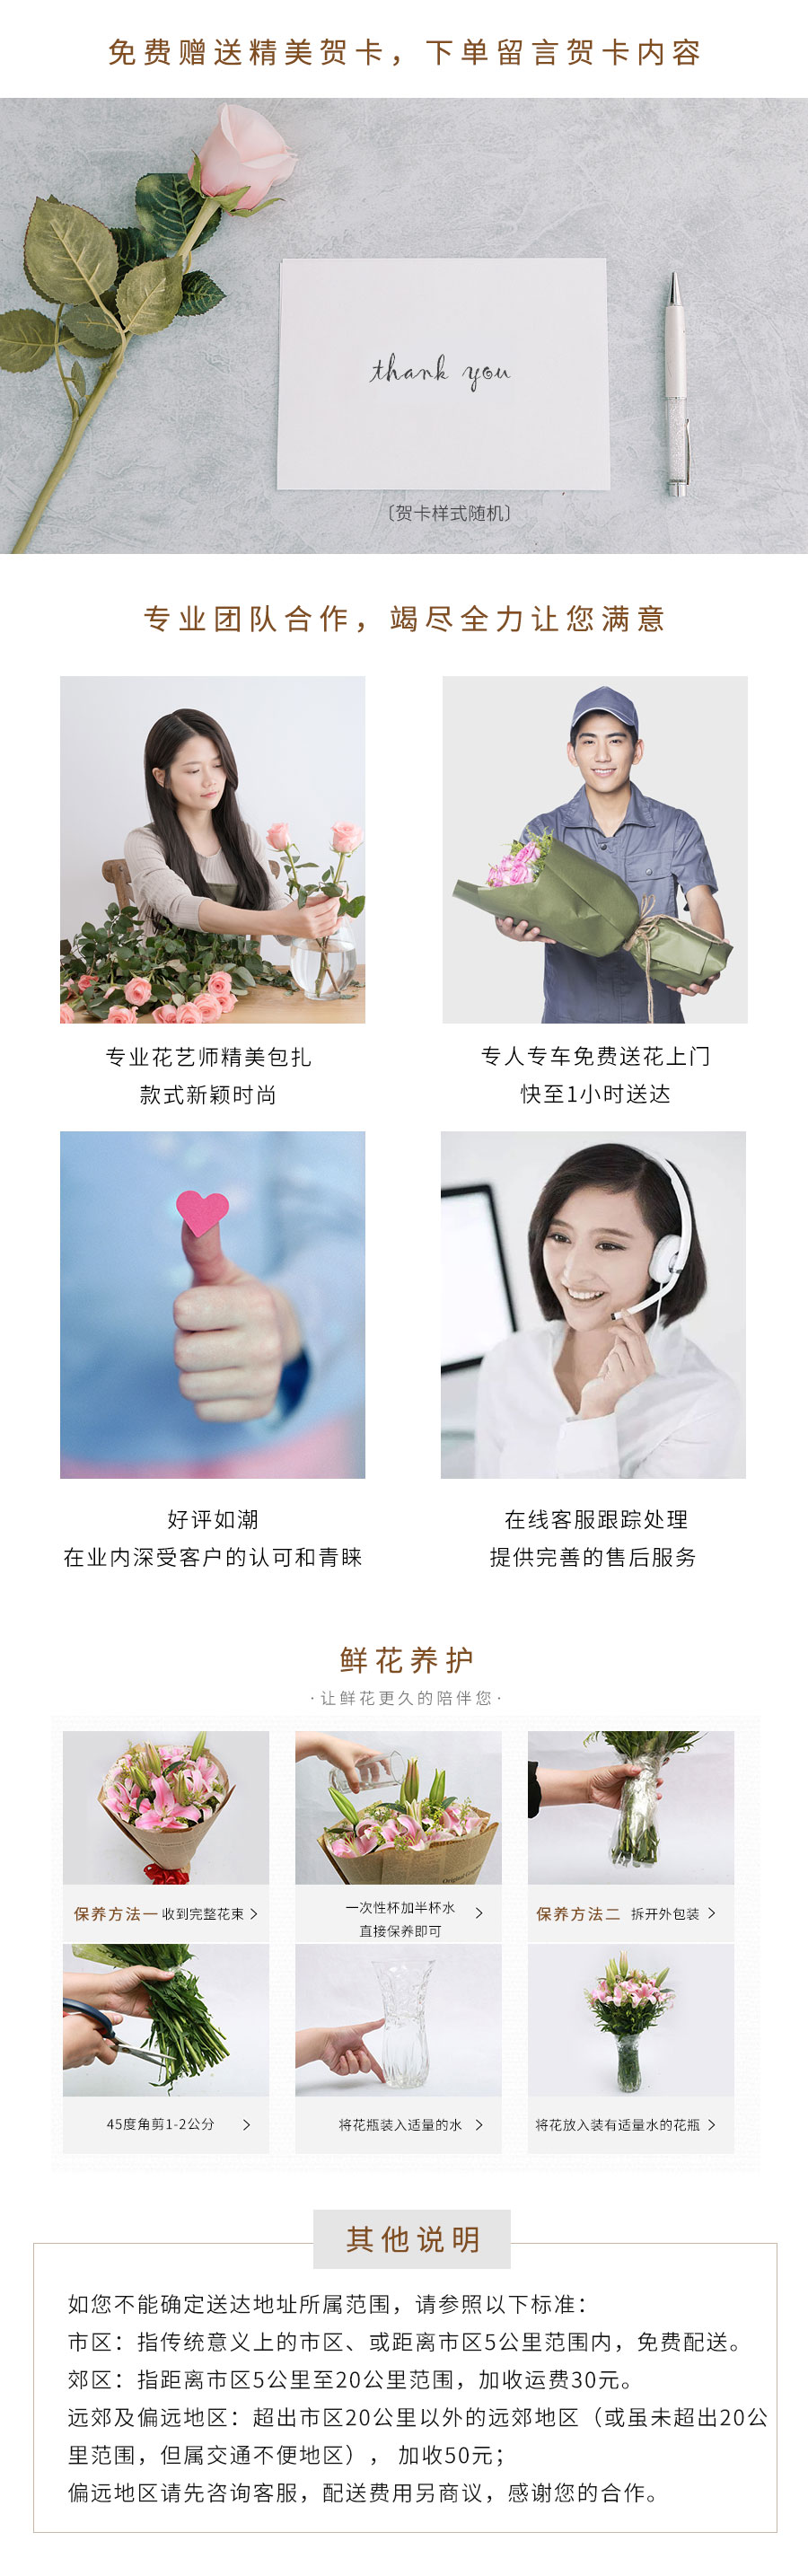 免费赠送精美贺卡，下单留言贺卡内容
thank you
〔贺卡样式随机〕
专业团队合作，竭尽全力让您满意
专业花艺师精美包扎
款式新颖时尚
专人专车免费送花上门
快至1小时送达
好评如潮
在业内深受客户的认可和青睐
在线客服跟踪处理
提供完善的售后服务
鲜花养护
·让鲜花更久的陪伴您·
保养方法一 收到完整花束 >
一次性杯加半杯水 >
直接保养即可
保养方法二 拆开外包装 >
45度角剪1-2公分 >
将花瓶装入适量的水 >
将花放入装有适量水的花瓶 >
其他说明
如您不能确定送达地址所属范围，请参照以下标准：
市区：指传统意义上的市区、或距离市区5公里范围内，免费配送。
郊区：指距离市区5公里至20公里范围，加收运费30元。
远郊及偏远地区：超出市区20公里以外的远郊地区（或虽未超出20公
里范围，但属交通不便地区）， 加收50元；
偏远地区请先咨询客服，配送费用另商议，感谢您的合作。